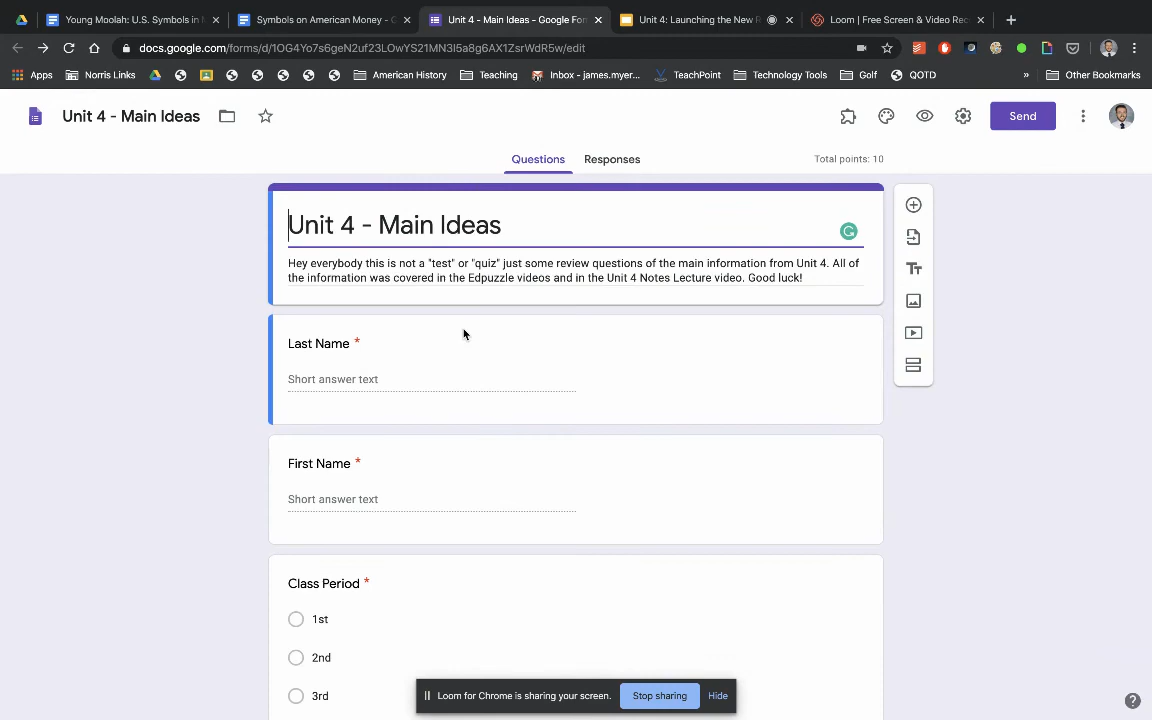 Young Moolah: U.S. Symbols in
Symbols on American Money - G
Unit 4 - Main Ideas - Google For
Unit 4: Launching the New R
Loom | Free Screen & Video Rec
docs.google.com/forms/d/1OG4Yo7s6geN2uf23LOwYS21MN3I5a8g6AX1ZsrWdR5w/edit
Apps
Norris Links
American History
Teaching
Inbox - james.myer...
TeachPoint
Technology Tools
Golf
QOTD
»
Other Bookmarks
Unit 4 - Main Ideas
Send
Questions
Responses
Total points: 10
Unit 4 - Main Ideas
Hey everybody this is not a "test" or "quiz" just some review questions of the main information from Unit 4. All of
the information was covered in the Edpuzzle videos and in the Unit 4 Notes Lecture video. Good luck!
Last Name *
Short answer text
First Name *
Short answer text
Class Period *
1st
2nd
3rd
Loom for Chrome is sharing your screen.
Stop sharing
Hide